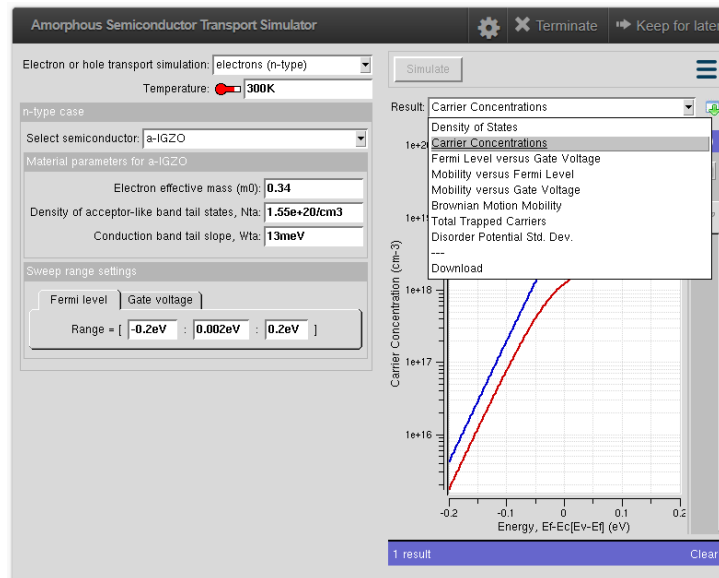 Amorphous Semiconductor Transport Simulator
Terminate
Keep for later
Electron or hole transport simulation: electrons (n-type)
Temperature: 300K
n-type case
Select semiconductor: a-IGZO
Material parameters for a-IGZO
Electron effective mass (m0): 0.34
Density of acceptor-like band tail states, Nta: 1.55e+20/cm3
Conduction band tail slope, Wta: 13meV
Sweep range settings
Fermi level Gate voltage
Range = [ -0.2eV : 0.002eV : 0.2eV ]
Simulate
Result: Carrier Concentrations
Density of States
Carrier Concentrations
Fermi Level versus Gate Voltage
Mobility versus Fermi Level
Mobility versus Gate Voltage
Brownian Motion Mobility
Total Trapped Carriers
Disorder Potential Std. Dev.
---
Download
Carrier Concentration (cm-3)
1e+18
1e+17
1e+16
-0.2 -0.1 0 0.1 0.2
Energy, Ef-Ec[Ev-Ef] (eV)
1 result
Clear